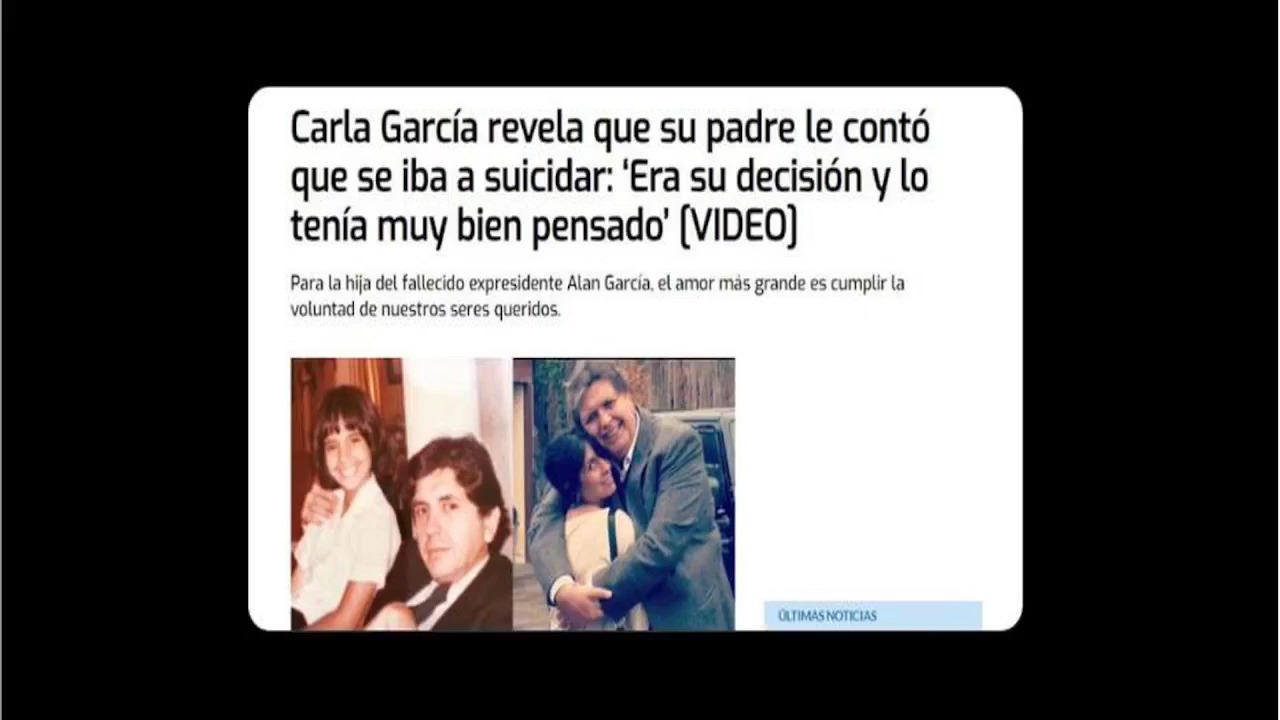 Carla García revela que su padre le contó
que se iba a suicidar: ‘Era su decisión y lo
tenía muy bien pensado’ [VIDEO]
Para la hija del fallecido expresidente Alan García, el amor más grande es cumplir la
voluntad de nuestros seres queridos.
ÚLTIMAS NOTICIAS